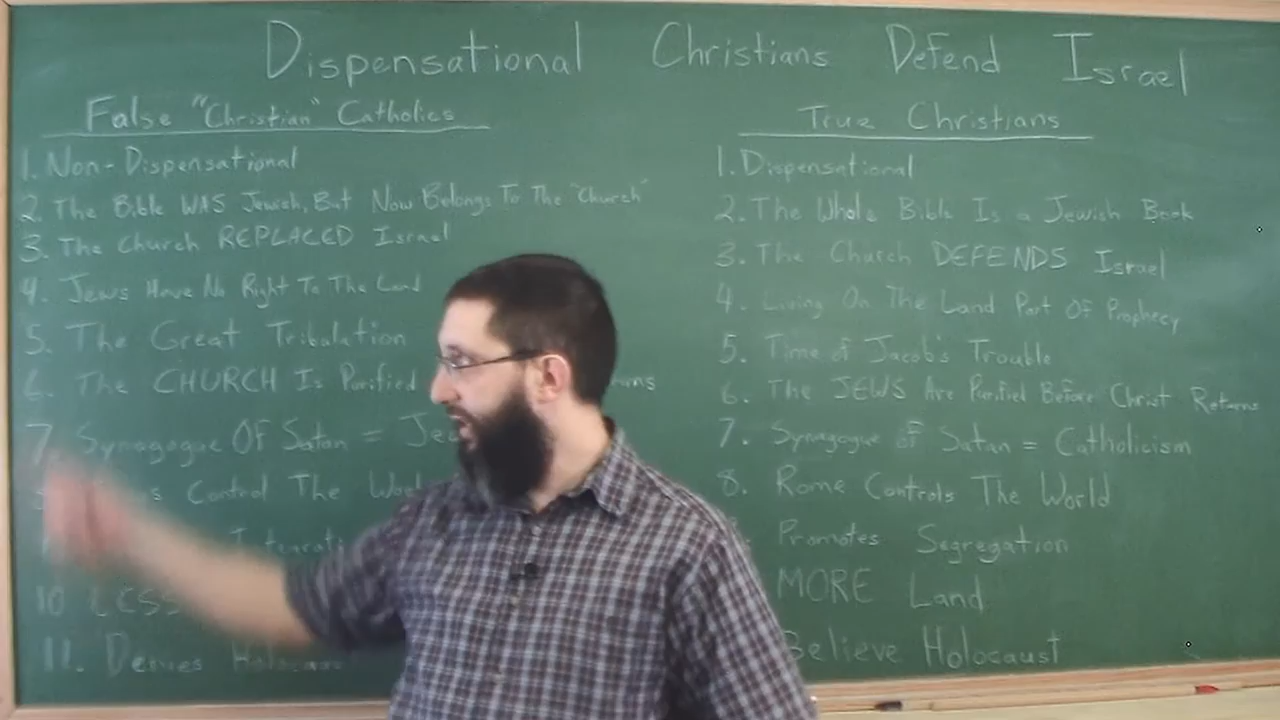 Dispensational Christians Defend Israel
False "Christian" Catholics
1. Non-Dispensational
2. The Bible WAS Jewish, But Now Belongs To The "Church"
3. The Church REPLACED Israel
4. Jews Have No Right To The Land
5. The Great Tribulation
6. The CHURCH Is Purified
7. Synagogue OF Satan =
Control The
10
11. Denies
True Christians
1. Dispensational
2. The Whole Bible Is a Jewish Book
3. The Church DEFENDS Israel
4. Living On The Land Part Of Prophecy
5. Time of Jacob's Trouble
6. The JEWS Are Purified Before Christ Returns
7. Synagogue OF Satan = Catholicism
8. Rome Controls The World
Promotes Segregation
MORE Land
Believe Holocaust